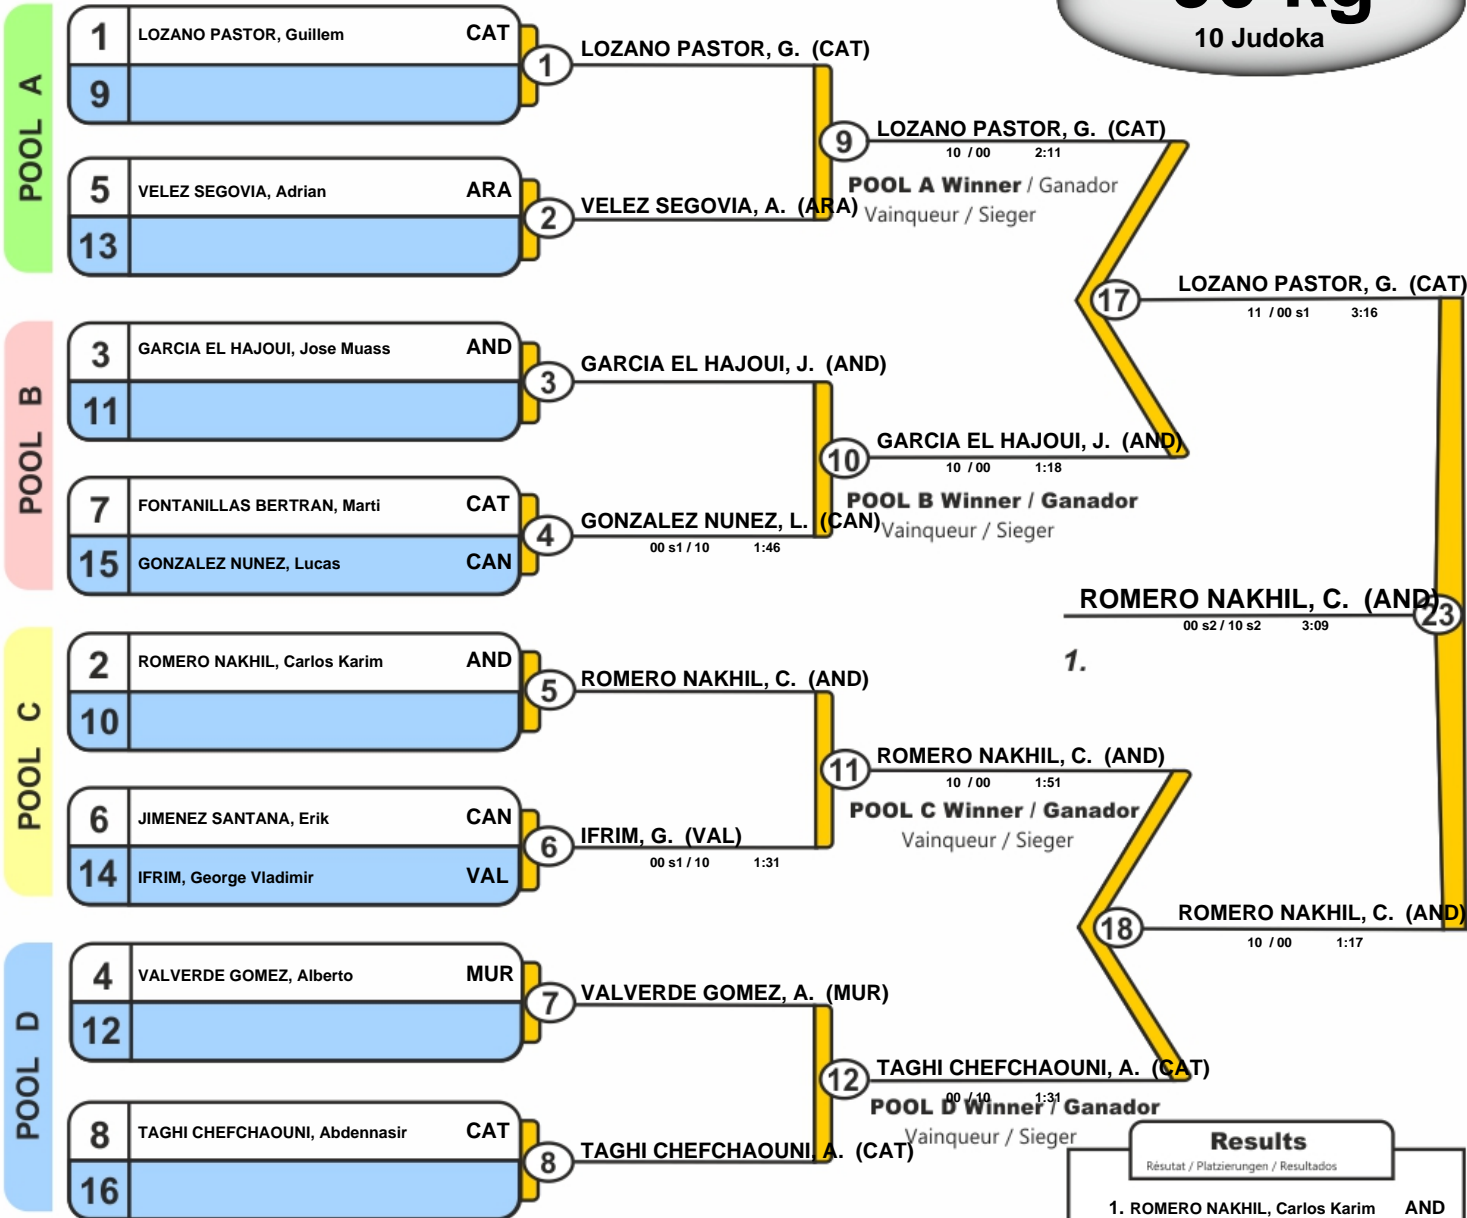 kg
10 Judoka
POOL A
1 LOZANO PASTOR, Guillem CAT
9
5 VELEZ SEGOVIA, Adrian ARA
13
1 LOZANO PASTOR, G. (CAT)
2 VELEZ SEGOVIA, A. (ARA)
9 LOZANO PASTOR, G. (CAT)
10 / 00 2:11
POOL A Winner / Ganador
Vainqueur / Sieger
POOL B
3 GARCIA EL HAJOUI, Jose Muass AND
11
7 FONTANILLAS BERTRAN, Marti CAT
15 GONZALEZ NUNEZ, Lucas CAN
3 GARCIA EL HAJOUI, J. (AND)
4 GONZALEZ NUNEZ, L. (CAN)
00 s1 / 10 1:46
10 GARCIA EL HAJOUI, J. (AND)
10 / 00 1:18
POOL B Winner / Ganador
Vainqueur / Sieger
17 LOZANO PASTOR, G. (CAT)
11 / 00 s1 3:16
ROMERO NAKHIL, C. (AND) 23
00 s2 / 10 s2 3:09
1.
POOL C
2 ROMERO NAKHIL, Carlos Karim AND
10
6 JIMENEZ SANTANA, Erik CAN
14 IFRIM, George Vladimir VAL
5 ROMERO NAKHIL, C. (AND)
6 IFRIM, G. (VAL)
00 s1 / 10 1:31
11 ROMERO NAKHIL, C. (AND)
10 / 00 1:51
POOL C Winner / Ganador
Vainqueur / Sieger
18 ROMERO NAKHIL, C. (AND)
10 / 00 1:17
POOL D
4 VALVERDE GOMEZ, Alberto MUR
12
8 TAGHI CHEFCHAOUNI, Abdennasir CAT
16
7 VALVERDE GOMEZ, A. (MUR)
8 TAGHI CHEFCHAOUNI, A. (CAT)
12 TAGHI CHEFCHAOUNI, A. (CAT)
00 / 10 1:31
POOL D Winner / Ganador
Vainqueur / Sieger
Results
Résutat / Platzierungen / Resultados
1. ROMERO NAKHIL, Carlos Karim AND